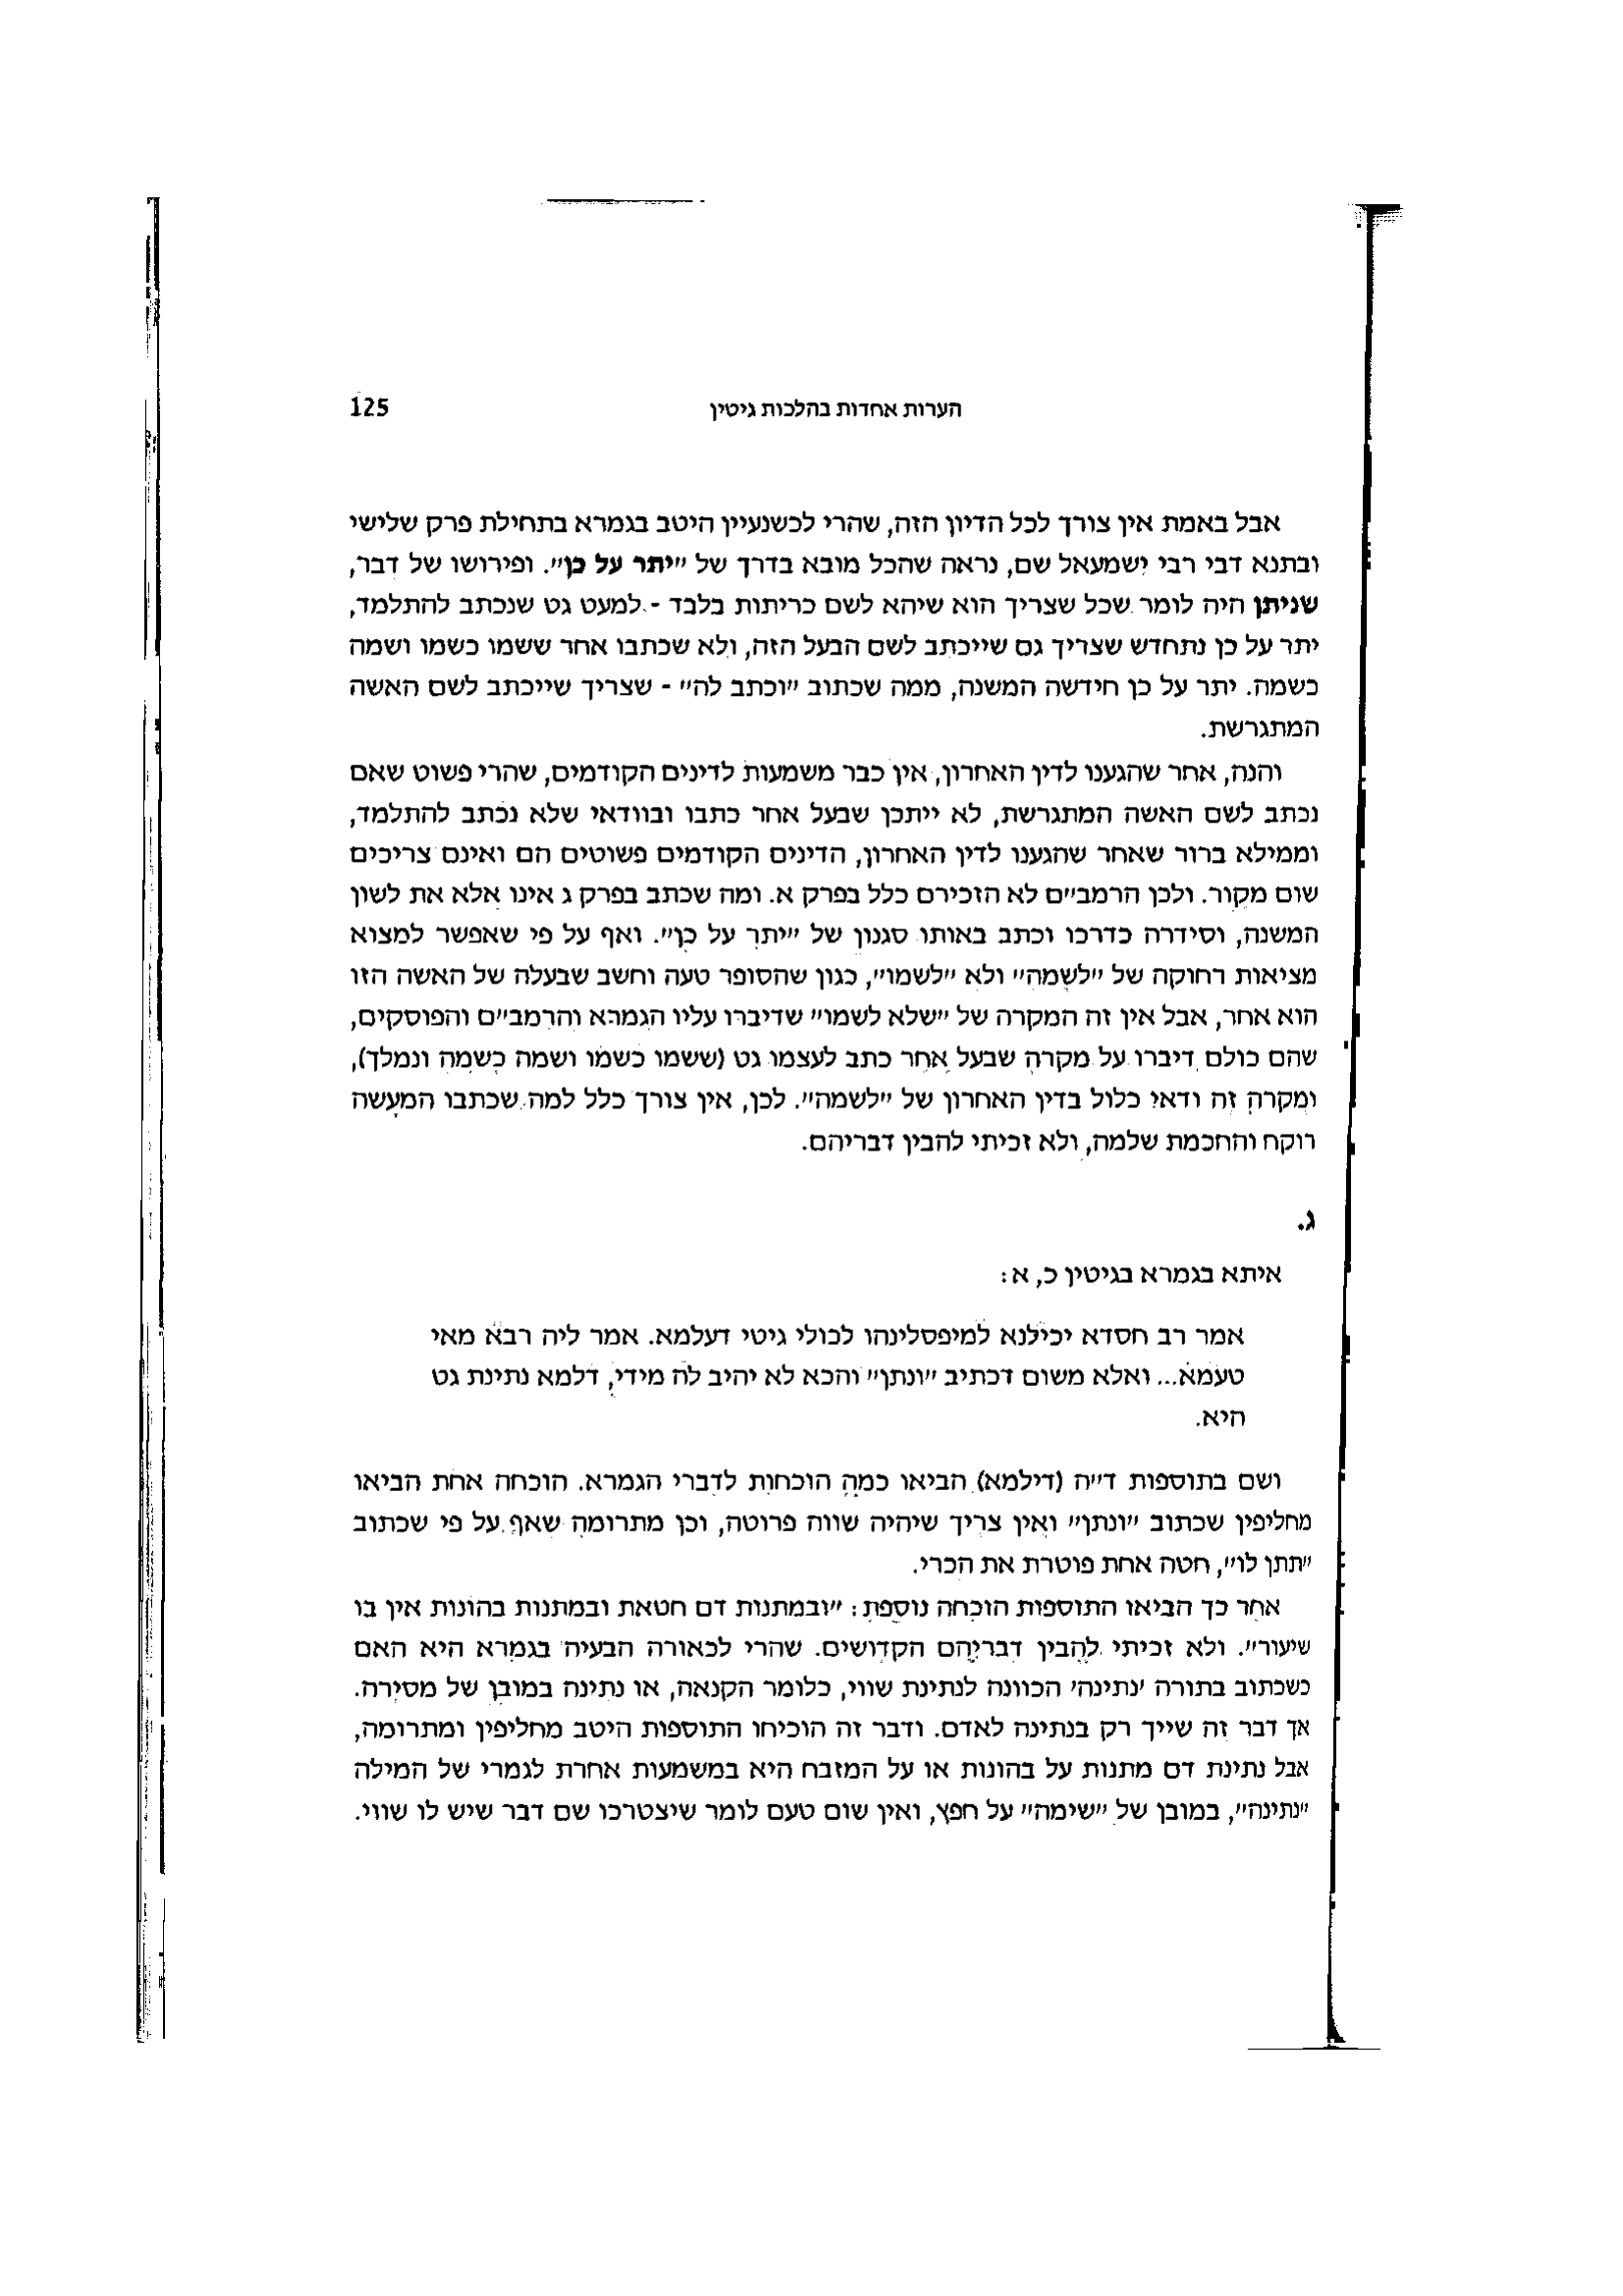 הערות אחדות בהלכות גיטין
125
אבל באמת אין צורך לכל הדיון הזה, שהרי לכשנעיין היטב בגמרא בתחילת פרק שלישי
ובתנא דבי רבי ישמעאל שם, נראה שהכל מובא בדרך של "יתר על כן". ופירושו של דבר,
שניתן היה לומר שכל שצריך הוא שיהא לשם כריתות בלבד - למעט גט שנכתב להתלמד,
יתר על כן נתחדש שצריך גם שייכתב לשם הבעל הזה, ולא שכתבו אחר ששמו כשמו ושמה
כשמה. יתר על כן חידשה המשנה, ממה שכתוב "וכתב לה" - שצריך שייכתב לשם האשה
המתגרשת.
והנה, אחר שהגענו לדין האחרון, אין כבר משמעות לדינים הקודמים, שהרי פשוט שאם
נכתב לשם האשה המתגרשת, לא ייתכן שבעל אחר כתבו ובוודאי שלא נכתב להתלמד,
וממילא ברור שאחר שהגענו לדין האחרון, הדינים הקודמים פשוטים הם ואינם צריכים
שום מקור. ולכן הרמב"ם לא הזכירם כלל בפרק א. ומה שכתב בפרק ג אינו אלא את לשון
המשנה, וסידרה כדרכו וכתב באותו סגנון של "יתר על כן". ואף על פי שאפשר למצוא
מציאות רחוקה של "לשמה" ולא "לשמו", כגון שהסופר טעה וחשב שבעלה של האשה הזו
הוא אחר, אבל אין זה המקרה של "שלא לשמו" שדיברו עליו הגמרא והרמב"ם והפוסקים,
שהם כולם דיברו על מקרה שבעל אחר כתב לעצמו גט (ששמו כשמו ושמה כשמה ונמלך),
ומקרה זה ודאי כלול בדין האחרון של "לשמה". לכן, אין צורך כלל למה שכתבו המעשה
רוקח והחכמת שלמה, ולא זכיתי להבין דבריהם.
ג.
איתא בגמרא בגיטין כ, א:
אמר רב חסדא יכילנא למיפסלינהו לכולי גיטי דעלמא. אמר ליה רבא מאי
טעמא... ואלא משום דכתיב "ונתן" והכא לא יהיב לה מידי, דלמא נתינת גט
היא.
ושם בתוספות ד"ה (דילמא) הביאו כמה הוכחות לדברי הגמרא. הוכחה אחת הביאו
מחליפין שכתוב "ונתן" ואין צריך שיהיה שווה פרוטה, וכן מתרומה שאף על פי שכתוב
"תתן לו", חטה אחת פוטרת את הכרי.
אחר כך הביאו התוספות הוכחה נוספת: "ובמתנות דם חטאת ובמתנות בהונות אין בו
שיעור". ולא זכיתי להבין דבריהם הקדושים. שהרי לכאורה הבעיה בגמרא היא האם
כשכתוב בתורה 'נתינה' הכוונה לנתינת שווי, כלומר הקנאה, או נתינה במובן של מסירה.
אך דבר זה שייך רק בנתינה לאדם. ודבר זה הוכיחו התוספות היטב מחליפין ומתרומה,
אבל נתינת דם מתנות על בהונות או על המזבח היא במשמעות אחרת לגמרי של המילה
"נתינה", במובן של "שימה" על חפץ, ואין שום טעם לומר שיצטרכו שם דבר שיש לו שווי.